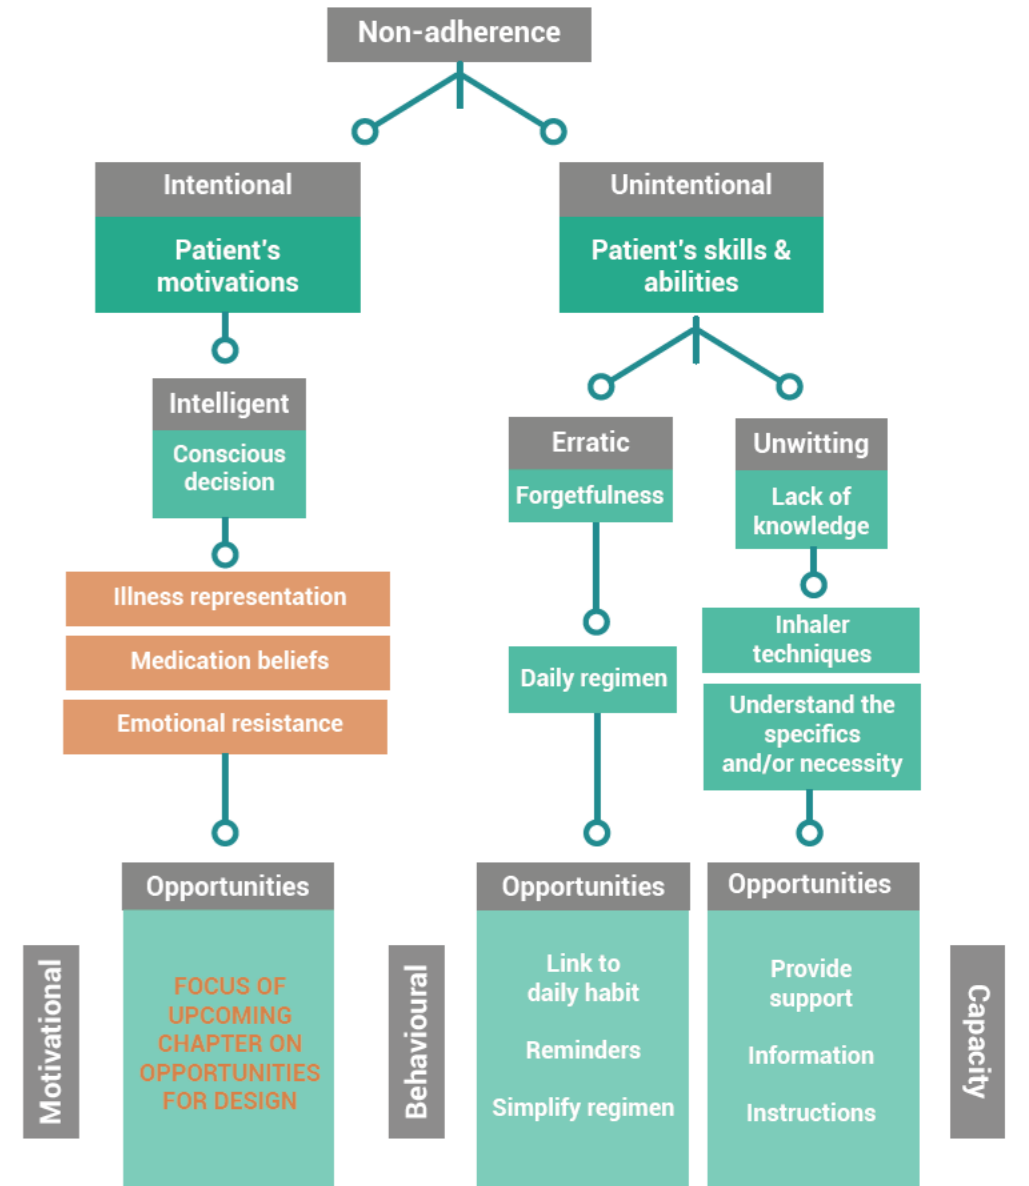 Non-adherence
Intentional
Patient's
motivations
Intelligent
Conscious
decision
Illness representation
Medication beliefs
Emotional resistance
Motivational
Opportunities
FOCUS OF
UPCOMING
CHAPTER ON
OPPORTUNITIES
FOR DESIGN
Unintentional
Patient's skills &
abilities
Erratic
Forgetfulness
Daily regimen
Behavioural
Opportunities
Link to
daily habit
Reminders
Simplify regimen
Unwitting
Lack of
knowledge
Inhaler
techniques
Understand the
specifics
and/or necessity
Opportunities
Provide
support
Information
Instructions
Capacity